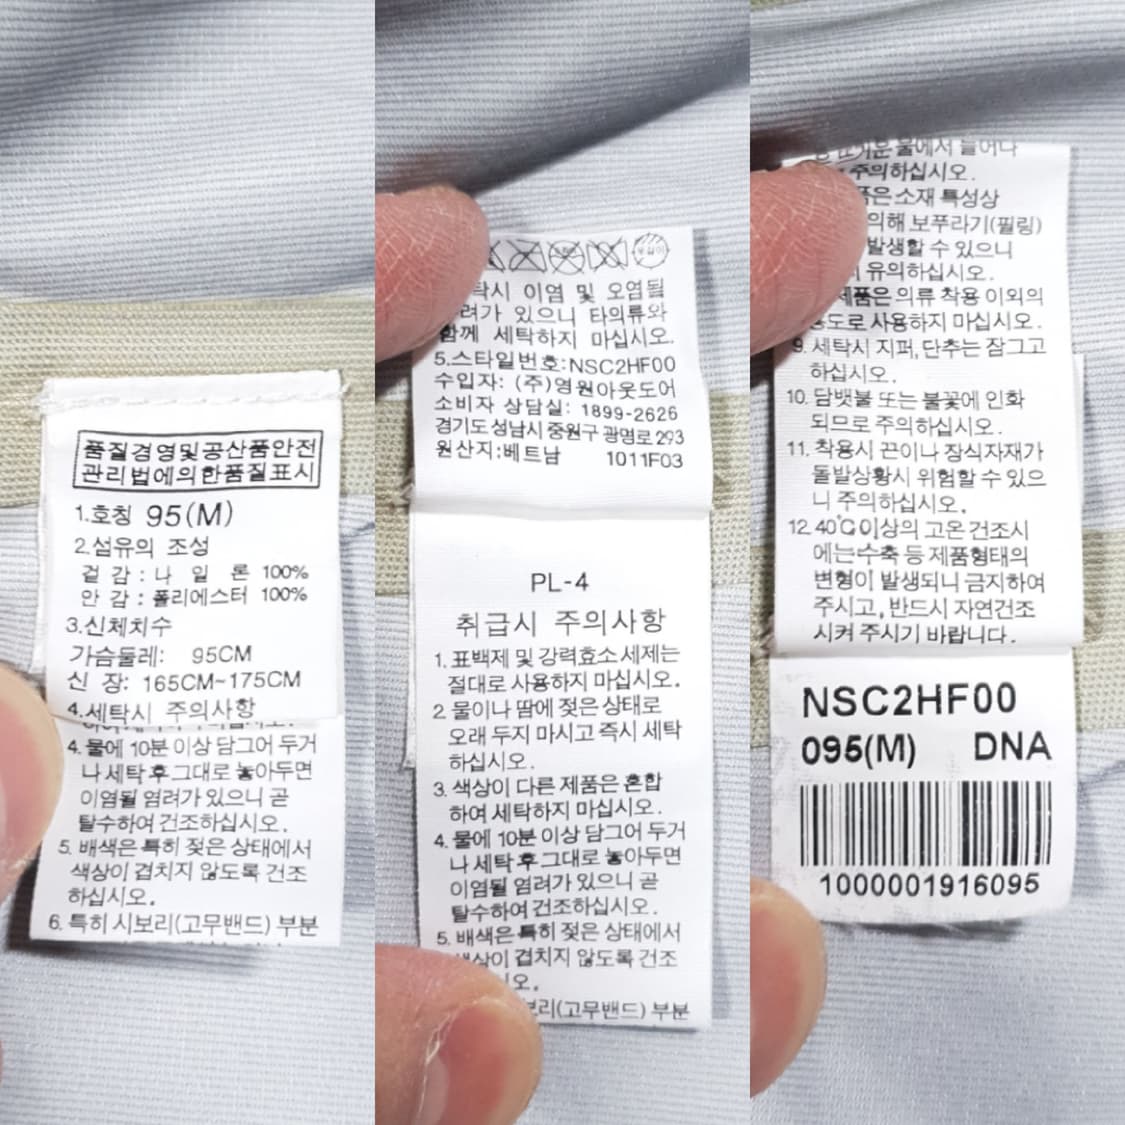 품질경영및공산품안전
관리법에의한품질표시
1.호칭 95(M)
2.섬유의 조성
겉 감 : 나 일 론 100%
안 감 : 폴리에스터 100%
3.신체치수
가슴둘레: 95CM
신 장: 165CM~175CM
4.세탁시 주의사항
4. 물에 10분 이상 담그어 두거
나 세탁 후 그대로 놓아두면
이염될 염려가 있으니 곧
탈수하여 건조하십시오.
5. 배색은 특히 젖은 상태에서
색상이 겹치지 않도록 건조
하십시오.
6. 특히 시보리(고무밴드) 부분
탁시 이염 및 오염될
려가 있으니 타의류와
함께 세탁하지 마십시오.
5.스타일번호:NSC2HF00
수입자: (주)영원아웃도어
소비자 상담실: 1899-2626
경기도성남시 중원구 광명로 293
원산지:베트남 1011F03
PL-4
취급시 주의사항
1. 표백제 및 강력효소세제는
절대로 사용하지 마십시오.
2. 물이나 땀에 젖은 상태로
오래 두지 마시고 즉시 세탁
하십시오.
3. 색상이 다른 제품은 혼합
하여 세탁하지 마십시오.
4. 물에 10분 이상 담그어 두거
나 세탁 후 그대로 놓아두면
이염될 염려가 있으니 곧
탈수하여 건조하십시오.
5. 배색은 특히 젖은 상태에서
색상이 겹치지 않도록 건조
오.
보리(고무밴드) 부분
물에서 늘어나
주의하십시오.
품은 소재 특성상
의해 보푸라기(필링)
발생할 수 있으니
유의하십시오.
제품은 의류 착용 이외의
용도로 사용하지 마십시오.
9. 세탁시 지퍼,단추는 잠그고
하십시오.
10. 담뱃불 또는 불꽃에 인화
되므로 주의하십시오.
11. 착용시 끈이나 장식자재가
돌발상황시 위험할 수 있으
니 주의하십시오.
12. 40℃이상의 고온 건조시
에는 수축 등 제품형태의
변형이 발생되니 금지하여
주시고, 반드시 자연건조
시켜 주시기 바랍니다.
NSC2HF00
095(M) DNA
1000001916095